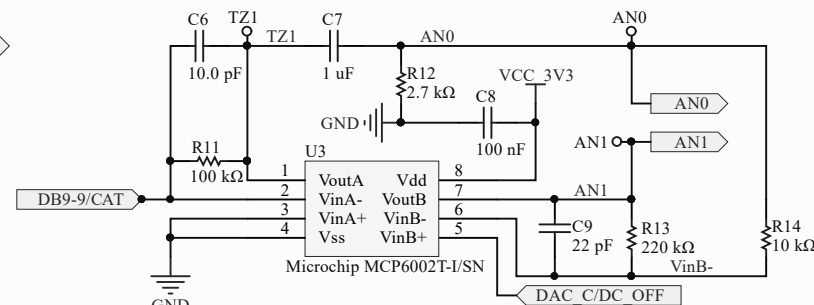 C6
TZ1
C7
TZ1
AN0
AN0
10.0 pF
1 uF
R12
2.7 kΩ
VCC_3V3
C8
AN0
GND
100 nF
AN1
AN1
R11
100 kΩ
U3
1
VoutA
Vdd
8
DB9-9/CAT
2
VinA-
VoutB
7
AN1
3
VinA+
VinB-
6
4
Vss
VinB+
5
C9
22 pF
R13
220 kΩ
R14
10 kΩ
Microchip MCP6002T-I/SN
VinB-
DAC_C/DC_OFF
GND